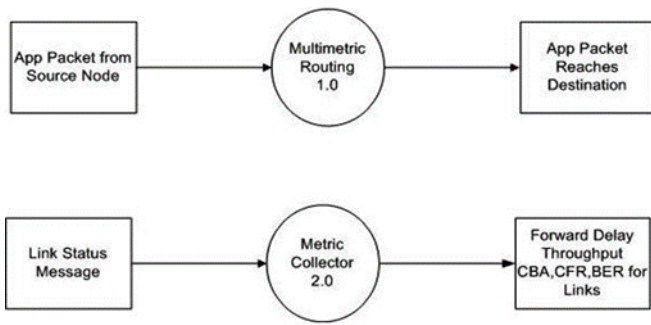 App Packet from
Source Node
Multimetric
Routing
1.0
App Packet
Reaches
Destination
Link Status
Message
Metric
Collector
2.0
Forward Delay
Throughput
CBA,CFR,BER for
Links